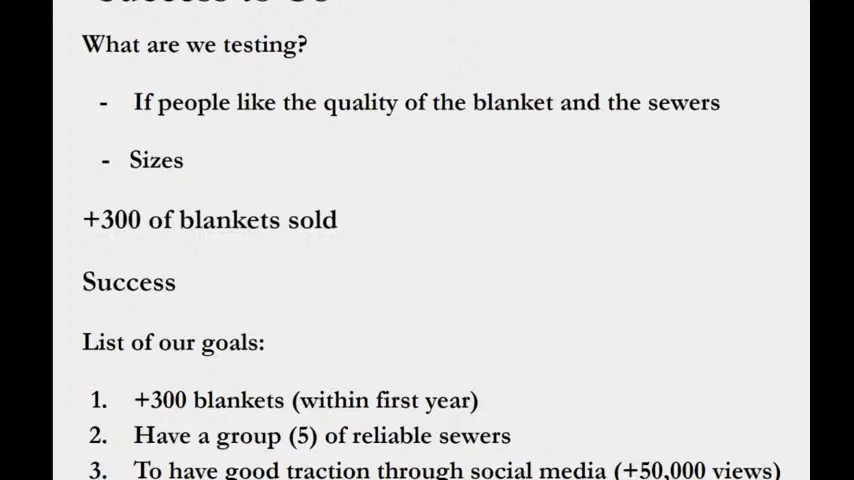 What are we testing?
- If people like the quality of the blanket and the sewers
- Sizes
+300 of blankets sold
Success
List of our goals:
1. +300 blankets (within first year)
2. Have a group (5) of reliable sewers
3. To have good traction through social media (+50,000 views)